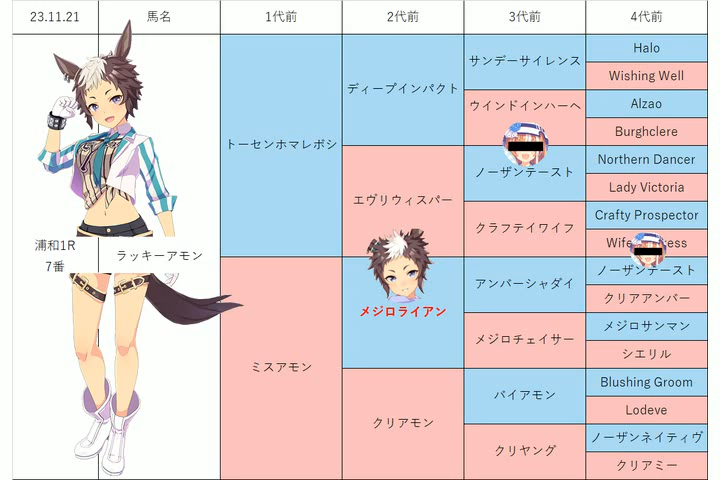 23.11.21 馬名 1代前 2代前 3代前 4代前
浦和1R
7番
ラッキーアモン
トーセンホマレボシ
ミスアモン
ディープインパクト
エヴリウィスパー
メジロライアン
クリアモン
サンデーサイレンス
ウインドインハーヘ
ノーザンテースト
クラフテイワイフ
アンバーシャダイ
メジロチェイサー
バイアモン
クリヤング
Halo
Wishing Well
Alzao
Burghclere
Northern Dancer
Lady Victoria
Crafty Prospector
ノーザンテースト
クリアアンバー
メジロサンマン
シエリル
Blushing Groom
Lodeve
ノーザンネイティヴ
クリアミー